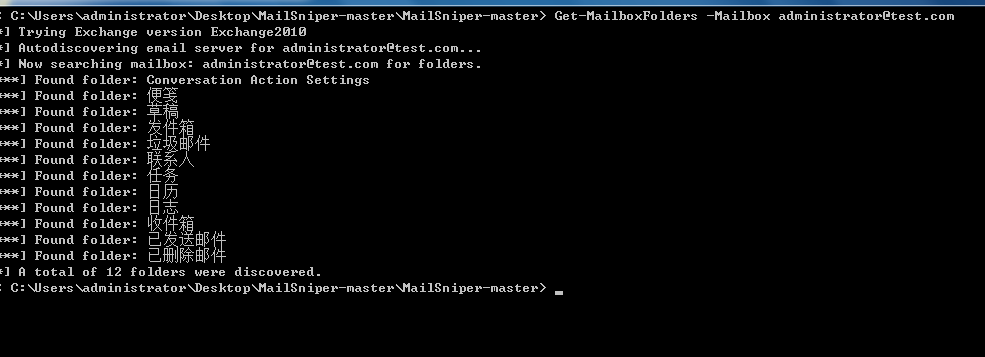 : C:\Users\administrator\Desktop\MailSniper-master\MailSniper-master> Get-MailboxFolders -Mailbox administrator@test.com
*] Trying Exchange version Exchange2010
*] Autodiscovering email server for administrator@test.com...
*] Now searching mailbox: administrator@test.com for folders.
***] Found folder: Conversation Action Settings
***] Found folder: 便笺
***] Found folder: 草稿
***] Found folder: 发件箱
***] Found folder: 垃圾邮件
***] Found folder: 联系人
***] Found folder: 任务
***] Found folder: 日历
***] Found folder: 日志
***] Found folder: 收件箱
***] Found folder: 已发送邮件
***] Found folder: 已删除邮件
*] A total of 12 folders were discovered.
: C:\Users\administrator\Desktop\MailSniper-master\MailSniper-master> _